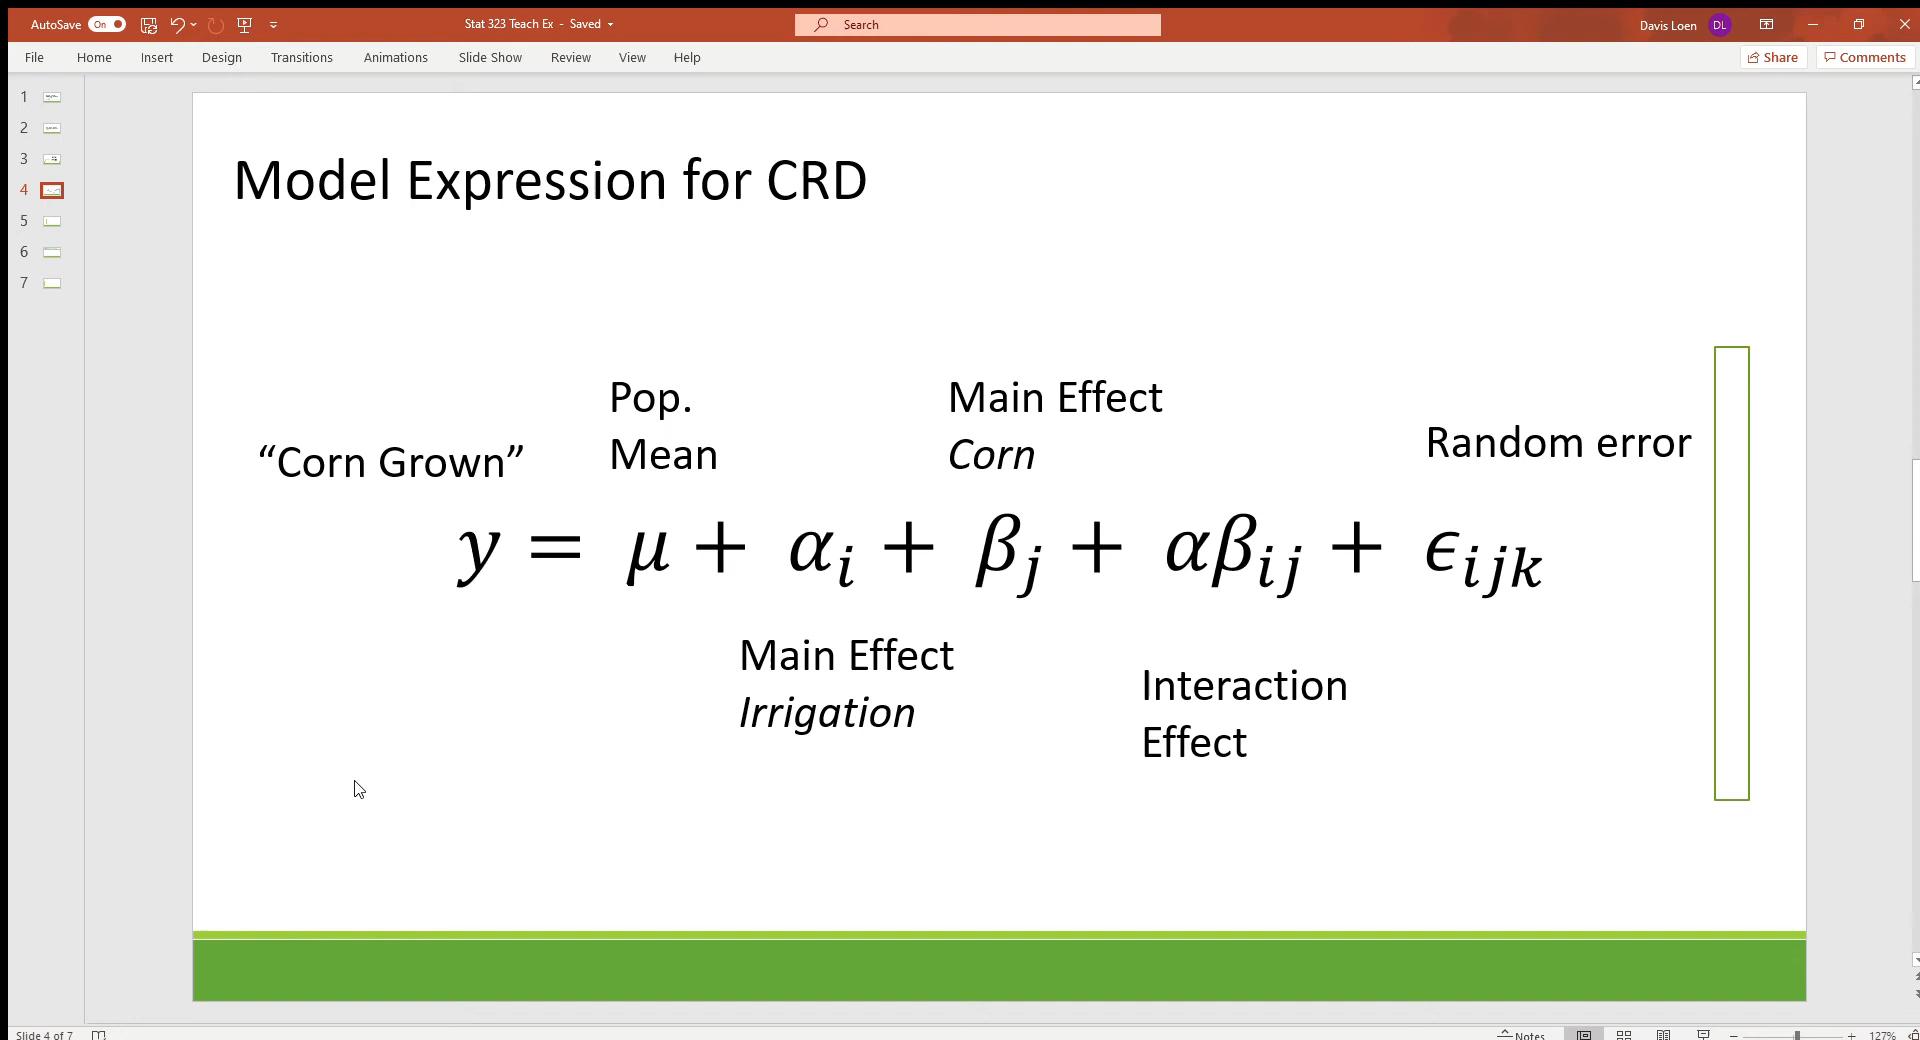 AutoSave On Stat 323 Teach Ex - Saved Search Davis Loen DL
File Home Insert Design Transitions Animations Slide Show Review View Help Share Comments
1
2
3
4
5
6
7
Model Expression for CRD
“Corn Grown”
Pop.
Mean
Main Effect
Corn
Random error
y = μ + αᵢ + βⱼ + αβᵢⱼ + ϵᵢⱼₖ
Main Effect
Irrigation
Interaction
Effect
Slide 4 of 7 Notes 127%